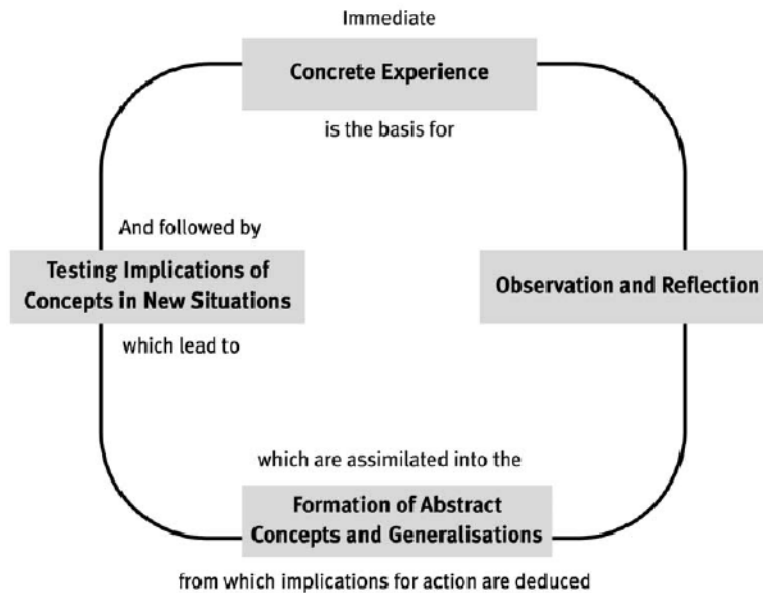 Immediate
Concrete Experience
is the basis for
Observation and Reflection
which are assimilated into the
Formation of Abstract
Concepts and Generalisations
from which implications for action are deduced
And followed by
Testing Implications of
Concepts in New Situations
which lead to